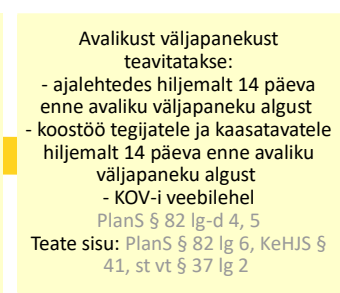 Avalikust väljapanekust
teavitatakse:
- ajalehtedes hiljemalt 14 päeva
enne avaliku väljapaneku algust
- koostöö tegijatele ja kaasatavatele
hiljemalt 14 päeva enne avaliku
väljapaneku algust
- KOV-i veebilehel
PlanS § 82 lg-d 4, 5
Teate sisu: PlanS § 82 lg 6, KeHJS §
41, st vt § 37 lg 2